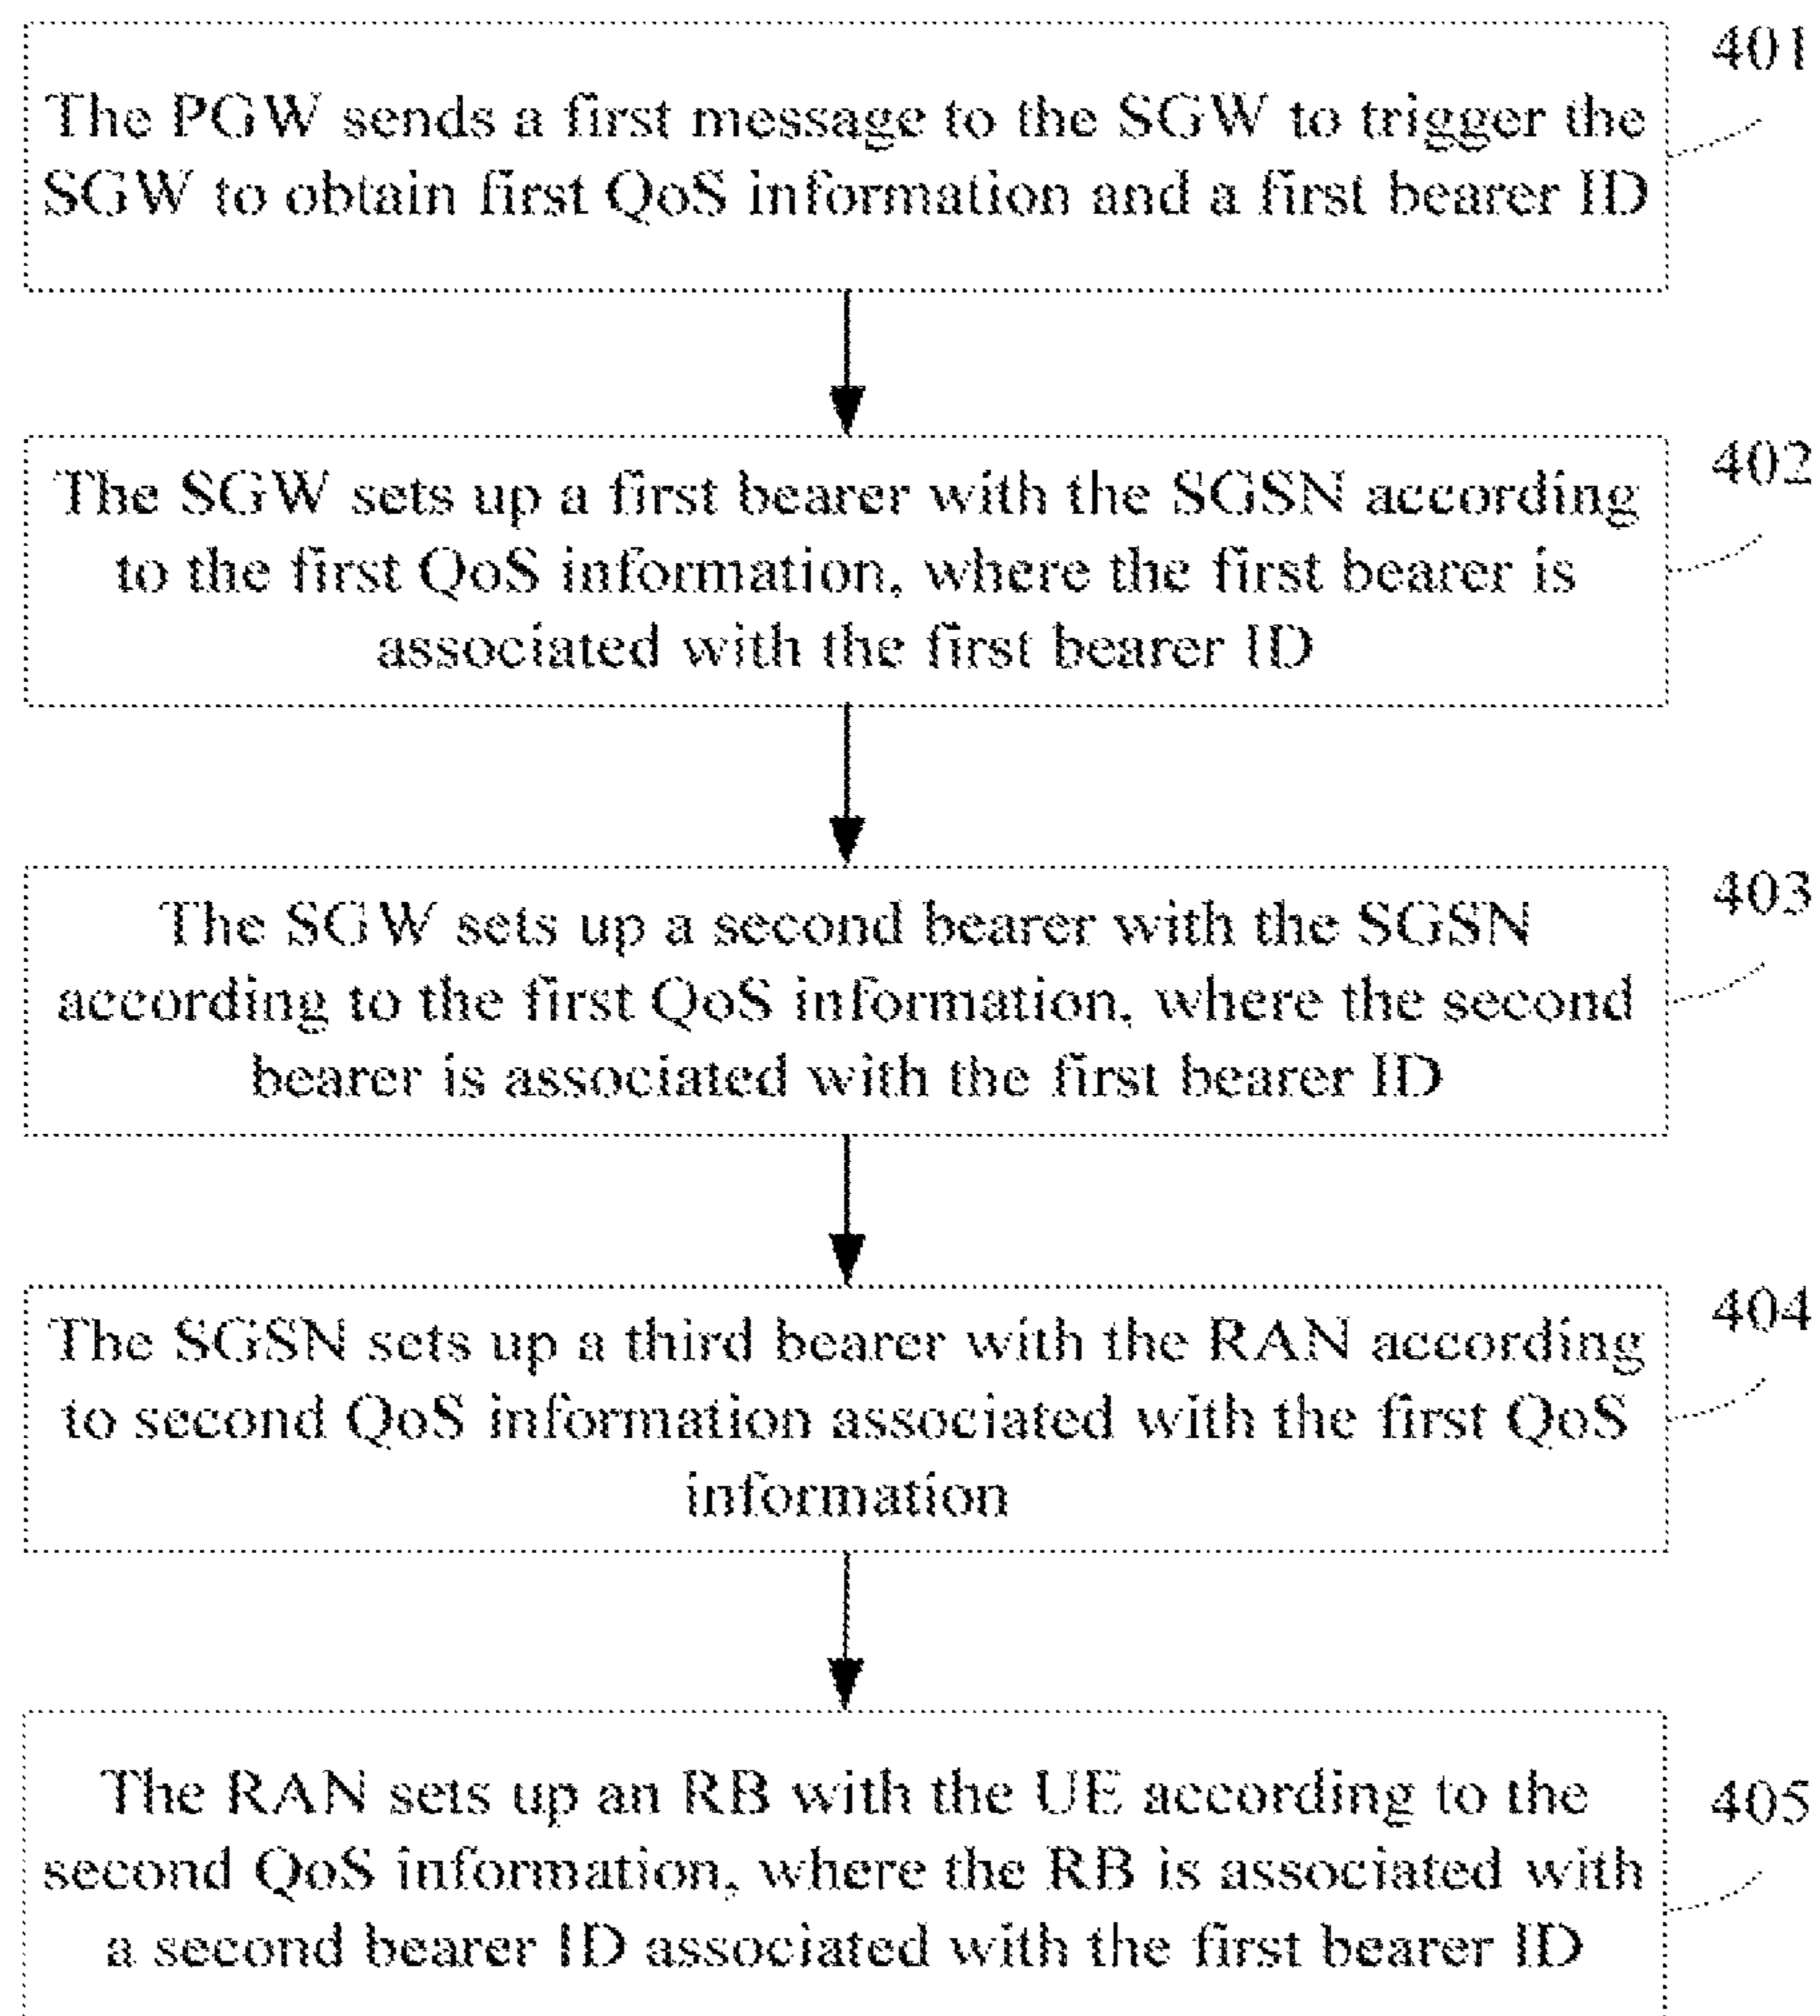 401
The PGW sends a first message to the SGW to trigger the
SGW to obtain first QoS information and a first bearer ID
402
The SGW sets up a first bearer with the SGSN according
to the first QoS information, where the first bearer is
associated with the first bearer ID
403
The SGW sets up a second bearer with the SGSN
according to the first QoS information, where the second
bearer is associated with the first bearer ID
404
The SGSN sets up a third bearer with the RAN according
to second QoS information associated with the first QoS
information
405
The RAN sets up an RB with the UE according to the
second QoS information, where the RB is associated with
a second bearer ID associated with the first bearer ID